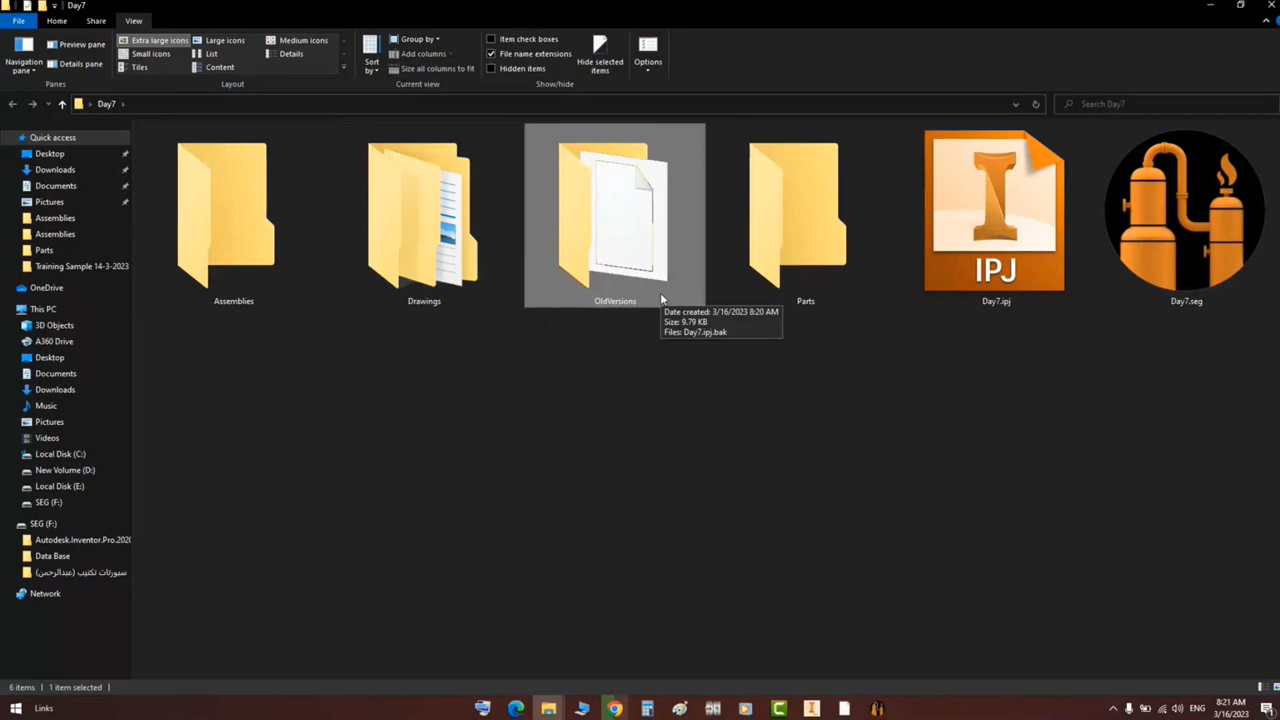 Day7
File Home Share View
Navigation pane
Preview pane
Details pane
Panes
Extra large icons Large icons Medium icons
Small icons List Details
Tiles Content
Layout
Sort by
Group by
Add columns
Size all columns to fit
Current view
Item check boxes
File name extensions
Hidden items
Hide selected items
Show/hide
Options
Day7
Search Day7
Quick access
Desktop
Downloads
Documents
Pictures
Assemblies
Assemblies
Parts
Training Sample 14-3-2023
OneDrive
This PC
3D Objects
A360 Drive
Desktop
Documents
Downloads
Music
Pictures
Videos
Local Disk (C:)
New Volume (D:)
Local Disk (E:)
SEG (F:)
SEG (F:)
Autodesk.Inventor.Pro.2020
Data Base
سبورتات تكتيب (عبدالرحمن)
Network
IPJ
Assemblies
Drawings
OldVersions
Parts
Day7.ipj
Day7.seg
Date created: 3/16/2023 8:20 AM
Size: 9.79 KB
Files: Day7.ipj.bak
6 items 1 item selected
Links
ENG
8:21 AM
3/16/2023